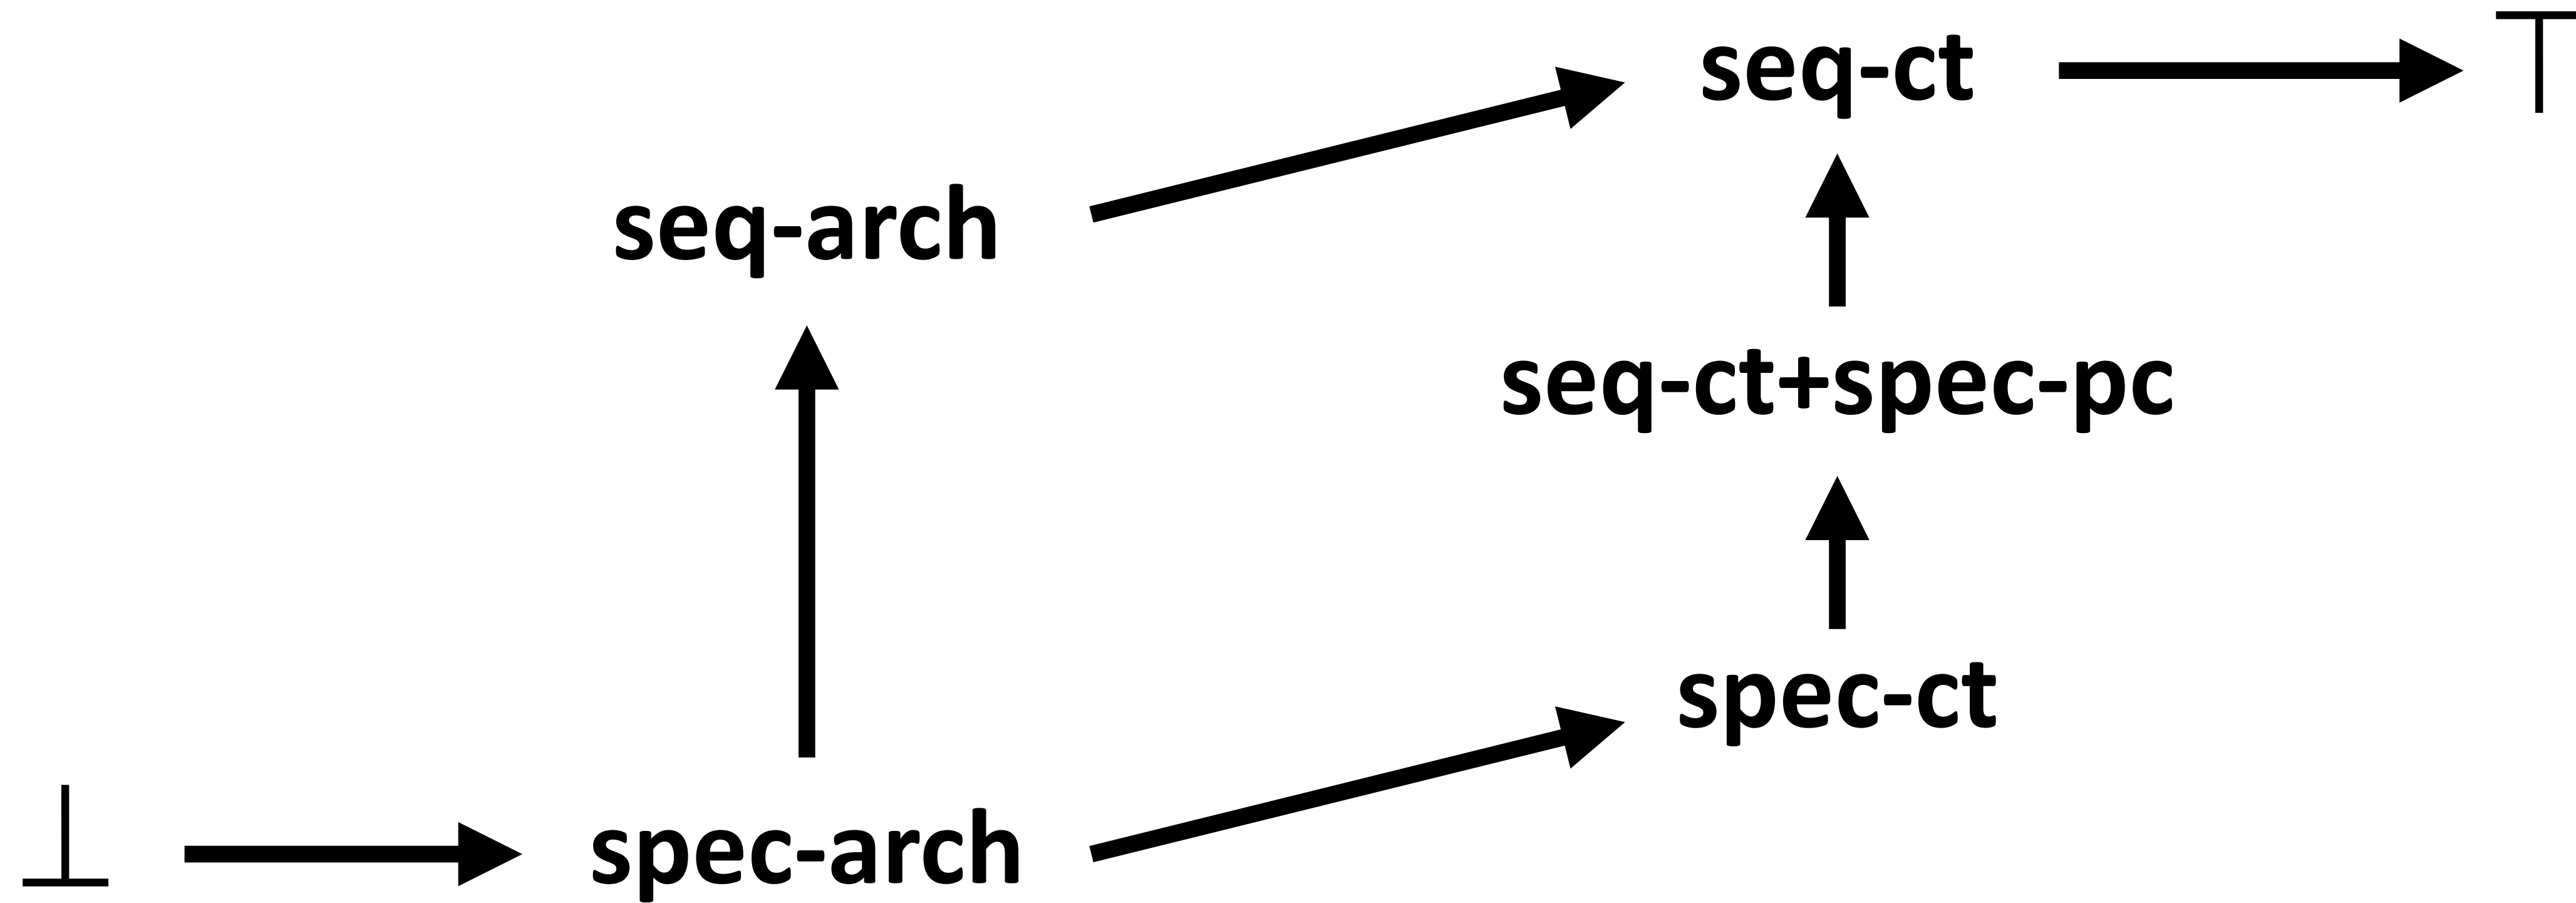 seq-ct
⊤
seq-arch
seq-ct+spec-pc
spec-ct
⊥
spec-arch